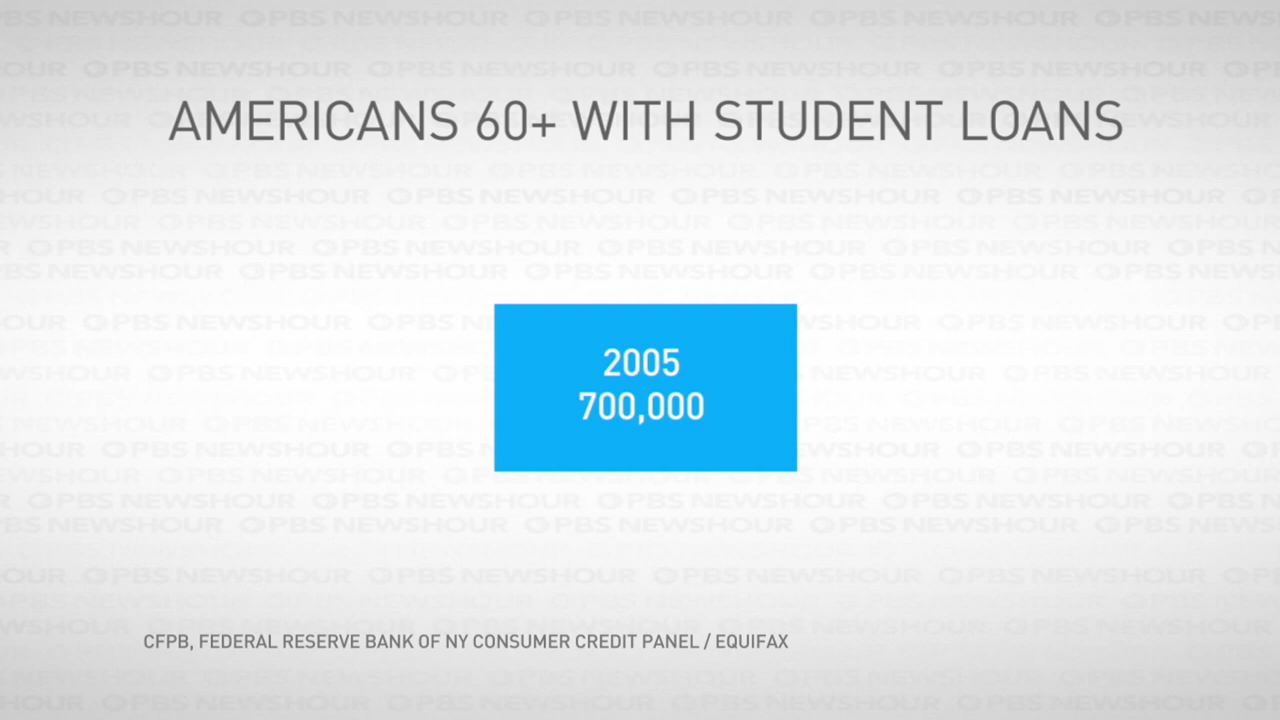 AMERICANS 60+ WITH STUDENT LOANS
2005
700,000
CFPB, FEDERAL RESERVE BANK OF NY CONSUMER CREDIT PANEL / EQUIFAX